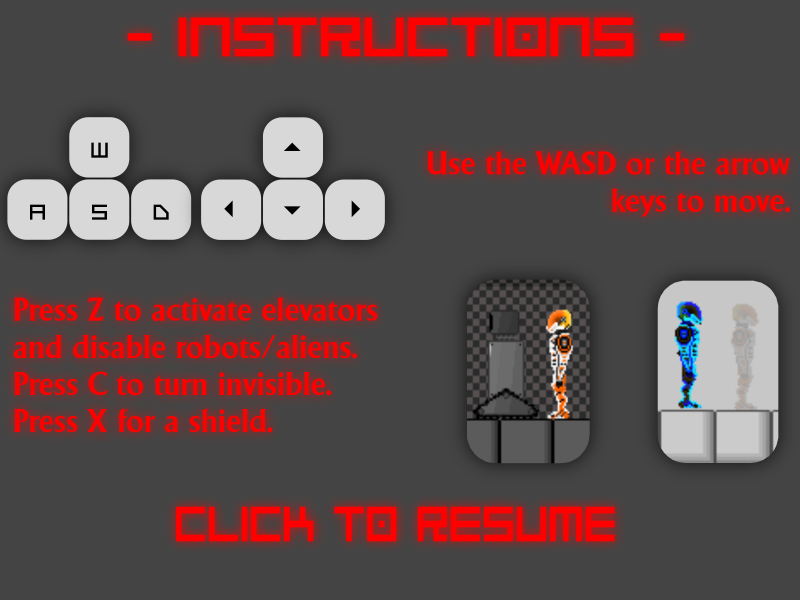 - INSTRUCTIONS -
W
A S D
Use the WASD or the arrow
keys to move.
Press Z to activate elevators
and disable robots/aliens.
Press C to turn invisible.
Press X for a shield.
CLICK TO RESUME